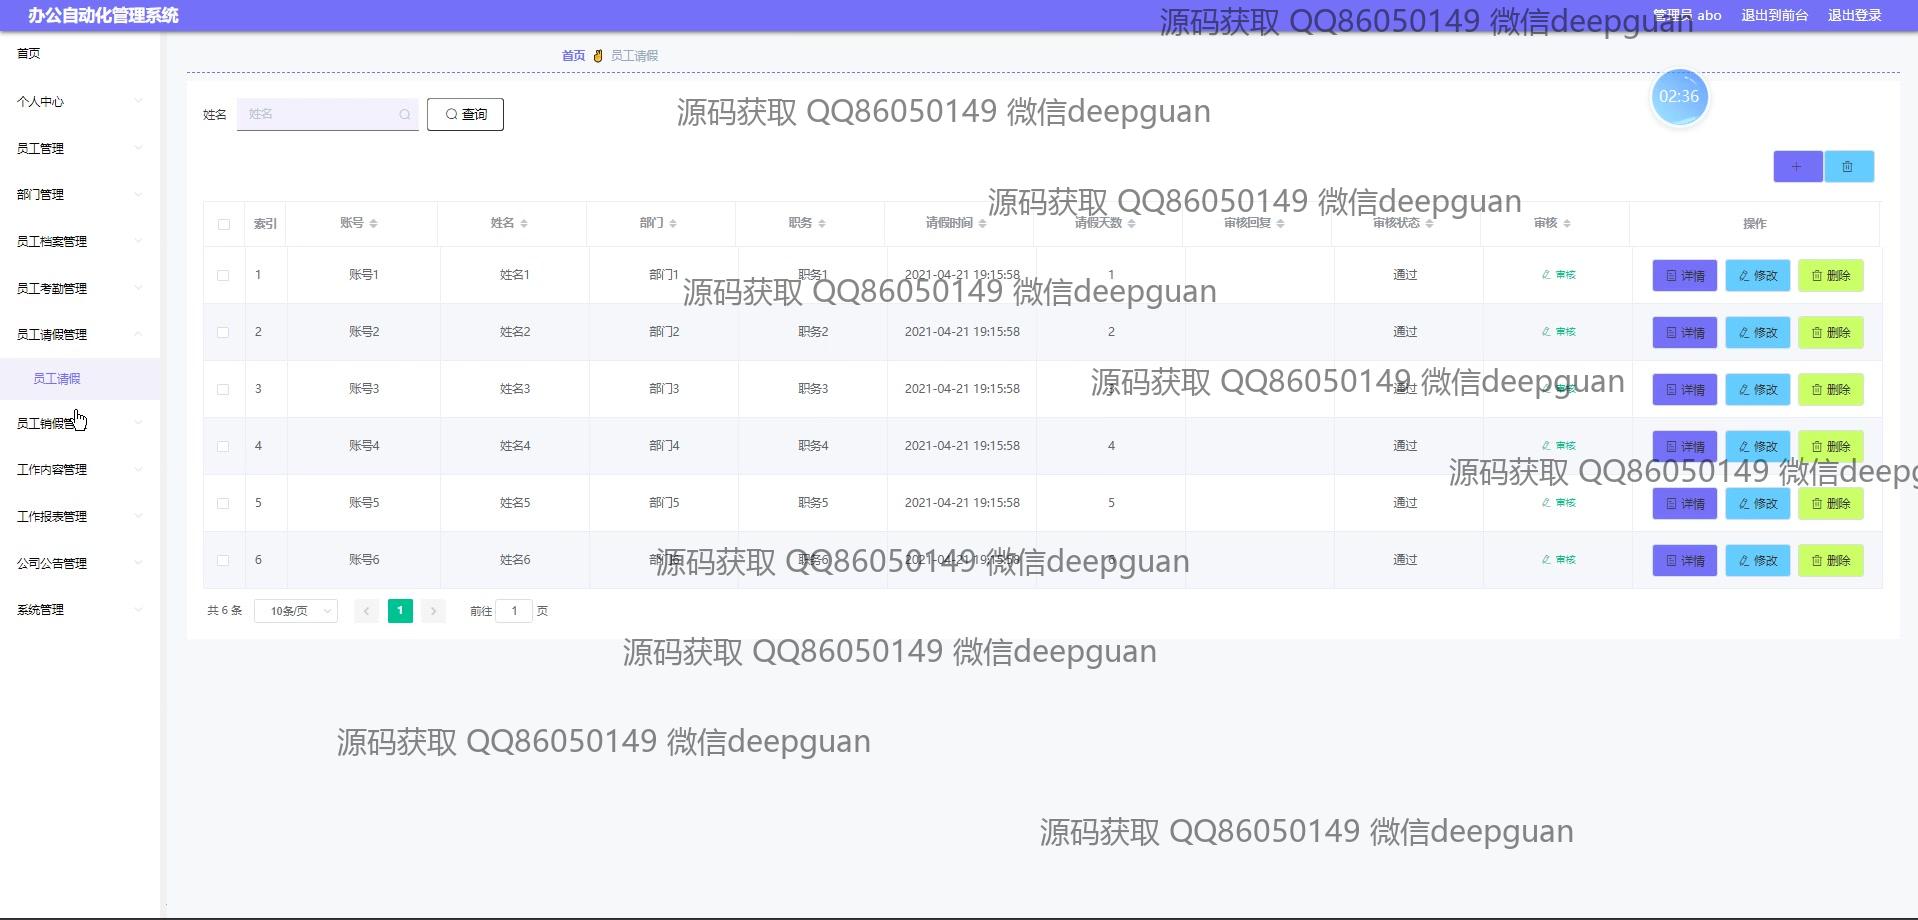 办公自动化管理系统
源码获取 QQ86050149 微信deepguan
管理员 abo 退出到前台 退出登录
首页
个人中心
员工管理
部门管理
员工档案管理
员工考勤管理
员工请假管理
员工请假
员工销假管
工作内容管理
工作报表管理
公司公告管理
系统管理
首页 员工请假
姓名 姓名 查询
源码获取 QQ86050149 微信deepguan
02:36
源码获取 QQ86050149 微信deepguan
索引 账号 姓名 部门 职务 请假时间 请假天数 审核回复 审核状态 审核 操作
1 账号1 姓名1 部门1 职务1 2021-04-21 19:15:58 1 通过 审核 详情 修改 删除
源码获取 QQ86050149 微信deepguan
2 账号2 姓名2 部门2 职务2 2021-04-21 19:15:58 2 通过 审核 详情 修改 删除
3 账号3 姓名3 部门3 职务3 2021-04-21 19:15:58 通过 审核 详情 修改 删除
源码获取 QQ86050149 微信deepguan
4 账号4 姓名4 部门4 职务4 2021-04-21 19:15:58 4 通过 审核 详情 修改 删除
源码获取 QQ86050149 微信deep
5 账号5 姓名5 部门5 职务5 2021-04-21 19:15:58 5 通过 审核 详情 修改 删除
6 账号6 姓名6 部门6 职务6 2021-04-21 19:15:58 6 通过 审核 详情 修改 删除
源码获取 QQ86050149 微信deepguan
共 6 条 10条/页 1 前往 1 页
源码获取 QQ86050149 微信deepguan
源码获取 QQ86050149 微信deepguan
源码获取 QQ86050149 微信deepguan